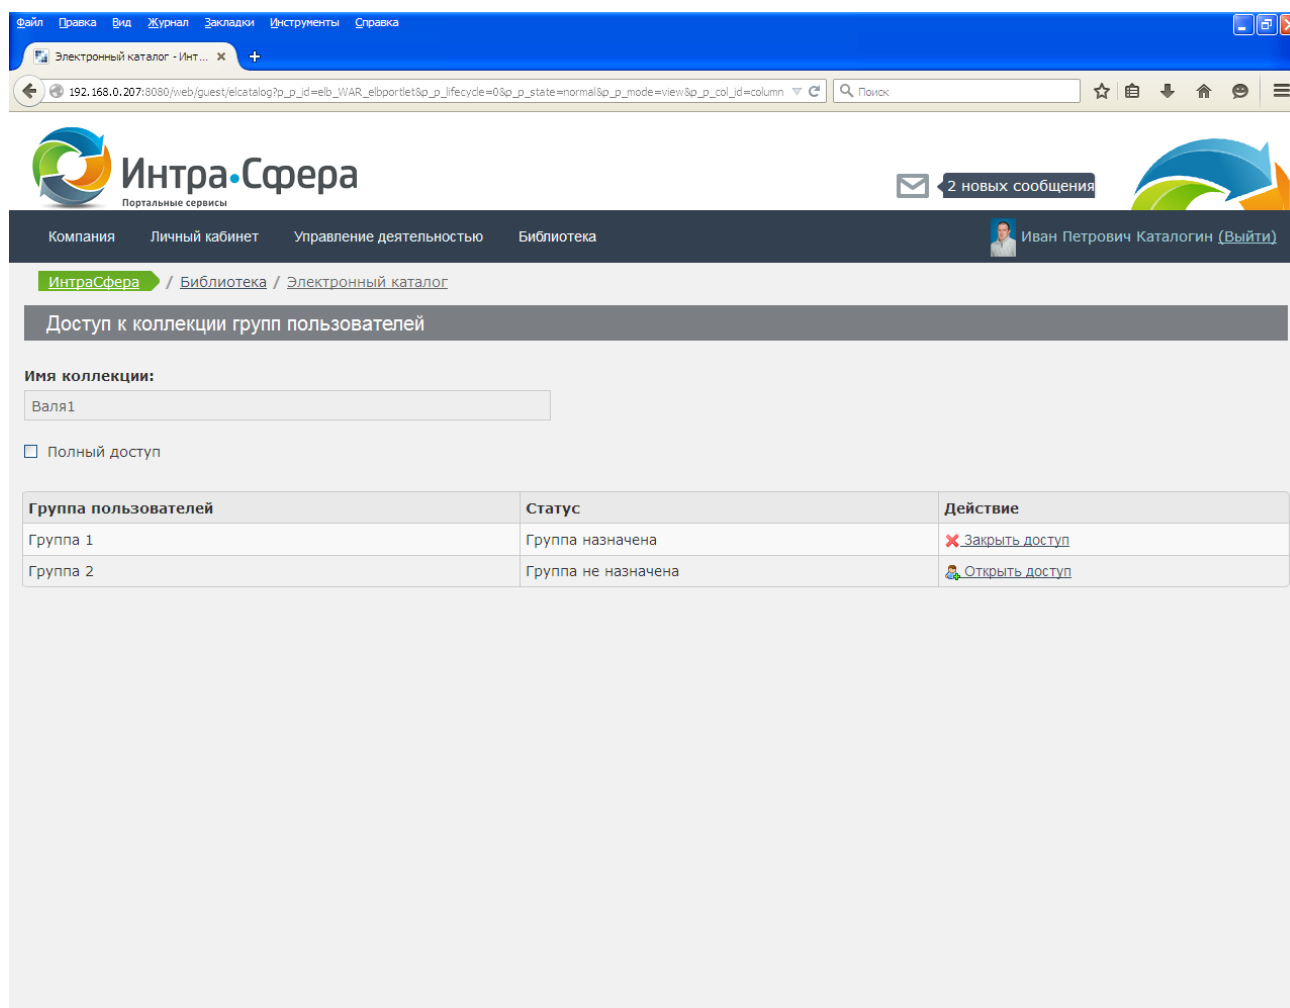 Файл Правка Вид Журнал Закладки Инструменты Справка
Электронный каталог - Инт...
192.168.0.207:8080/web/guest/elcatalog?p_p_id=elb_WAR_elbportlet&p_p_lifecycle=0&p_p_state=normal&p_p_mode=view&p_p_col_id=column Поиск
Интра•Сфера
Портальные сервисы
2 новых сообщения
Компания Личный кабинет Управление деятельностью Библиотека Иван Петрович Каталогин (Выйти)
ИнтраСфера / Библиотека / Электронный каталог
Доступ к коллекции групп пользователей
Имя коллекции:
Валя1
Полный доступ
Группа пользователей Статус Действие
Группа 1 Группа назначена Закрыть доступ
Группа 2 Группа не назначена Открыть доступ